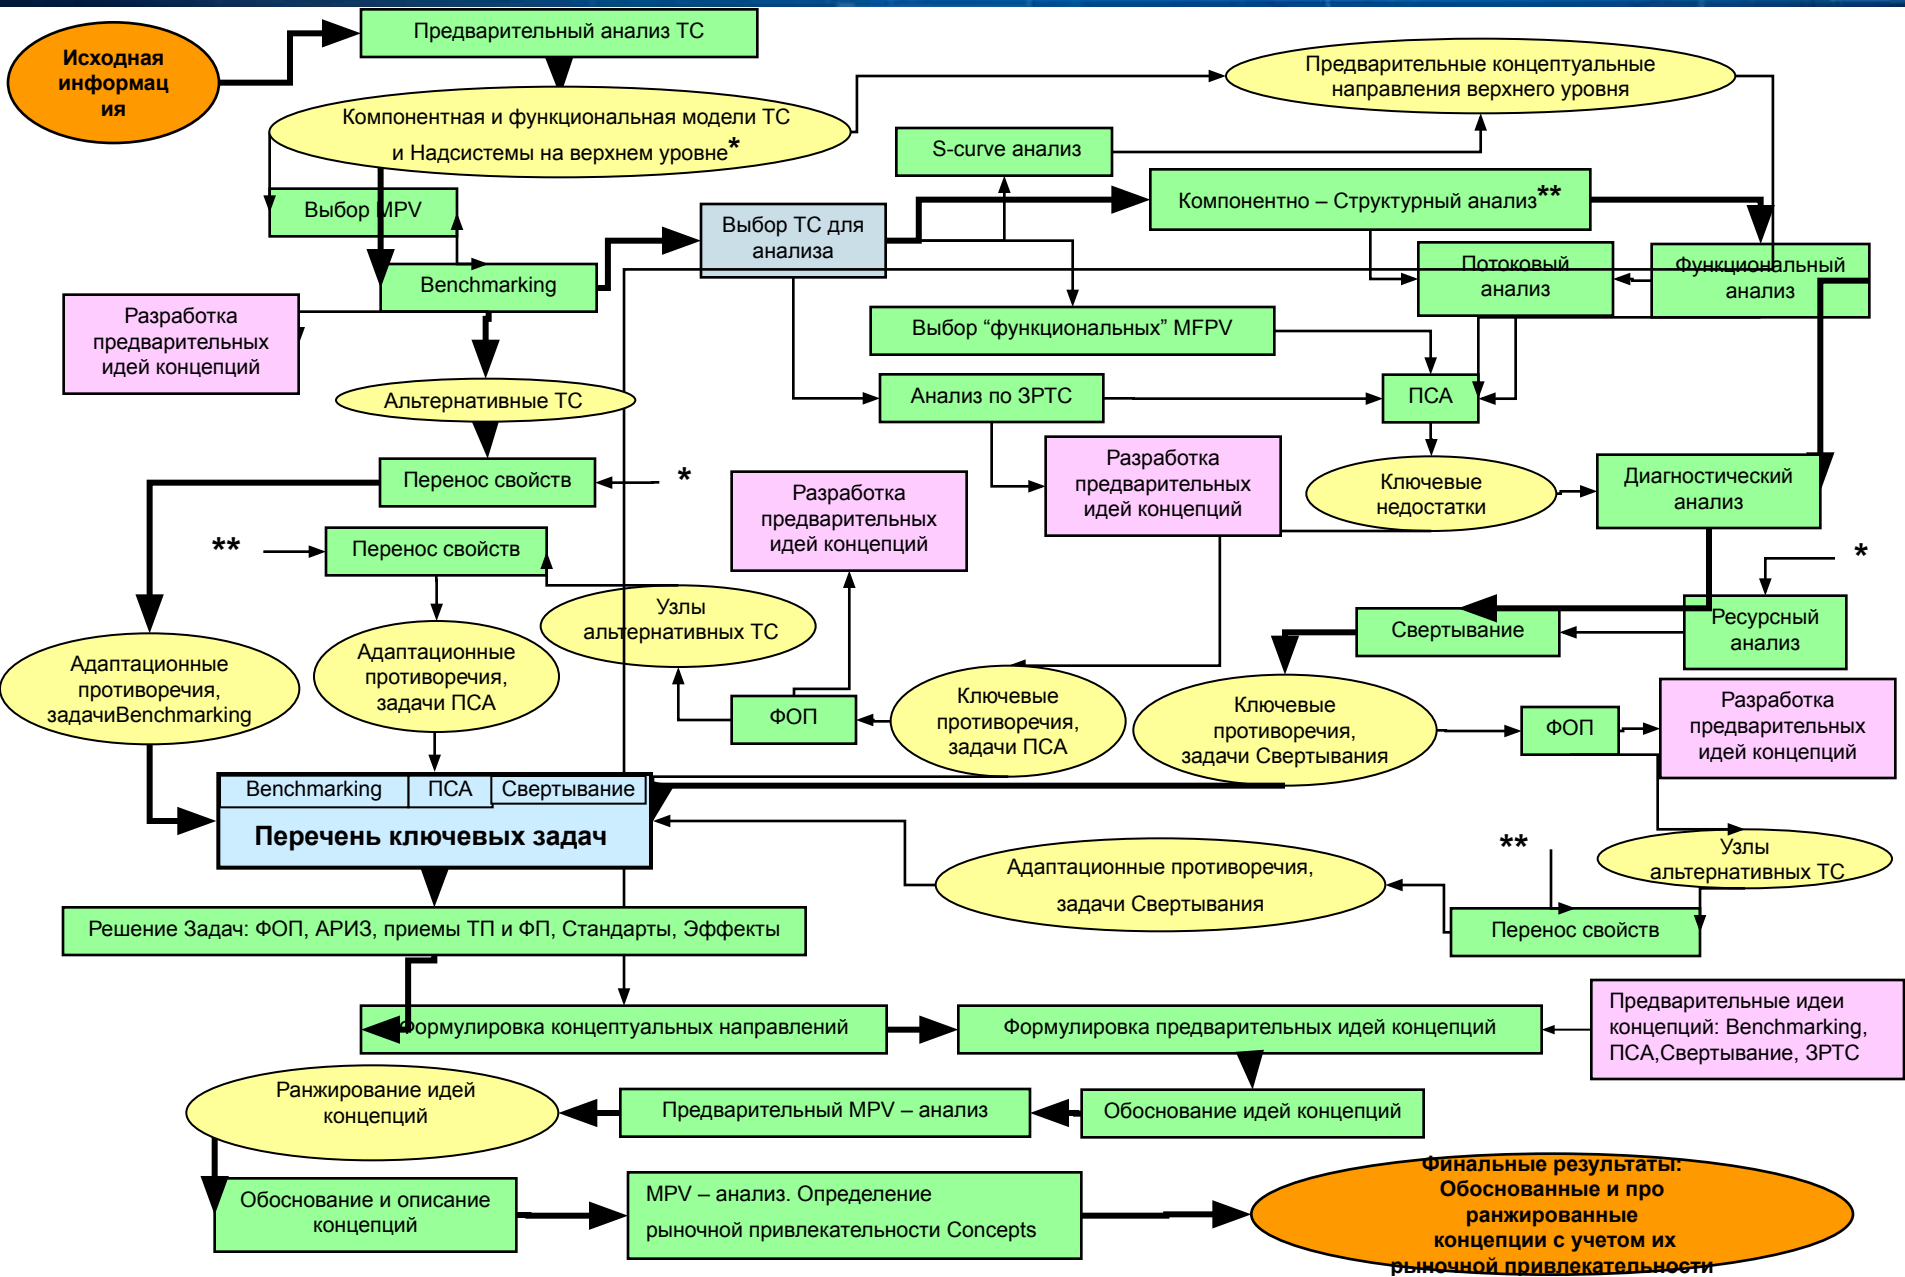 Предварительный анализ ТС
Исходная
информац
ия
Предварительные концептуальные
направления верхнего уровня
Компонентная и функциональная модели ТС
и Надсистемы на верхнем уровне*
S-curve анализ
Компонентно – Структурный анализ**
Выбор MPV
Выбор ТС для
анализа
Benchmarking
Потоковый
анализ
Функциональный
анализ
Разработка
предварительных
идей концепций
Выбор “функциональных” MFPV
Альтернативные ТС
Анализ по ЗРТС
ПСА
Перенос свойств
*
Разработка
предварительных
идей концепций
Разработка
предварительных
идей концепций
Ключевые
недостатки
Диагностический
анализ
**
Перенос свойств
*
Узлы
альтернативных ТС
Свертывание
Ресурсный
анализ
Адаптационные
противоречия,
задачиBenchmarking
Адаптационные
противоречия,
задачи ПСА
ФОП
Ключевые
противоречия,
задачи ПСА
Ключевые
противоречия,
задачи Свертывания
ФОП
Разработка
предварительных
идей концепций
Benchmarking
ПСА
Свертывание
Перечень ключевых задач
Адаптационные противоречия,
задачи Свертывания
**
Узлы
альтернативных ТС
Перенос свойств
Решение Задач: ФОП, АРИЗ, приемы ТП и ФП, Стандарты, Эффекты
Формулировка концептуальных направлений
Формулировка предварительных идей концепций
Предварительные идеи
концепций: Benchmarking,
ПСА,Свертывание, ЗРТС
Ранжирование идей
концепций
Предварительный MPV – анализ
Обоснование идей концепций
Обоснование и описание
концепций
MPV – анализ. Определение
рыночной привлекательности Concepts
Финальные результаты:
Обоснованные и про
ранжированные
концепции с учетом их
рыночной привлекательности